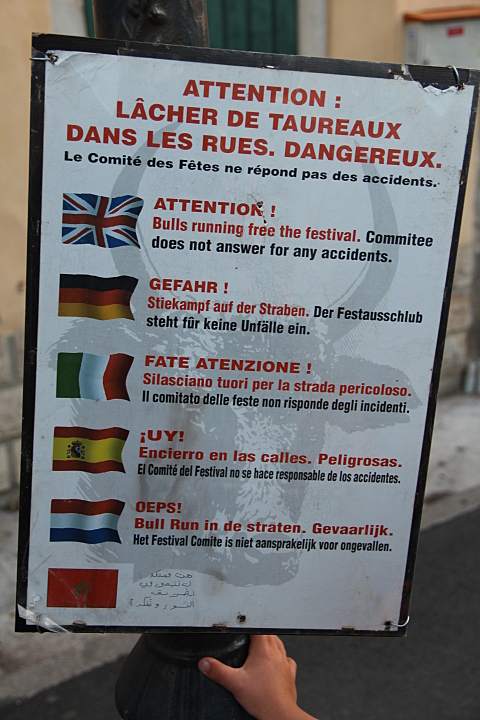 ATTENTION :
LÂCHER DE TAUREAUX
DANS LES RUES. DANGEREUX.
Le Comité des Fêtes ne répond pas des accidents.
ATTENTION !
Bulls running free the festival. Commitee
does not answer for any accidents.
GEFAHR !
Stiekampf auf der Straben. Der Festausschlub
steht für keine Unfälle ein.
FATE ATENZIONE !
Silasciano tuori per la strada pericoloso.
Il comitato delle feste non risponde degli incidenti.
¡UY!
Encierro en las calles. Peligrosas.
El Comité del Festival no se hace responsable de los accidentes.
OEPS!
Bull Run in de straten. Gevaarlijk.
Het Festival Comite is niet aansprakelijk voor ongevallen.